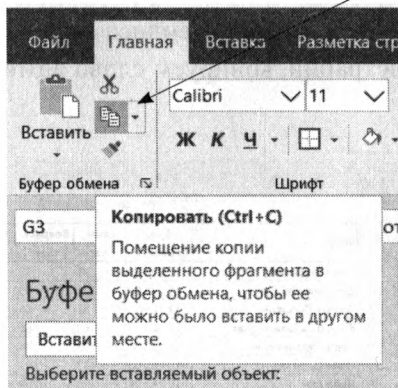 Файл Главная Вставка Разметка стр
Calibri 11
Вставить
Ж К Ч
Буфер обмена Шрифт
G3
Копировать (Ctrl+C)
Помещение копии
выделенного фрагмента в
буфер обмена, чтобы ее
можно было вставить в другом
месте.
Буфе
Вставит
Выберите вставляемый объект: